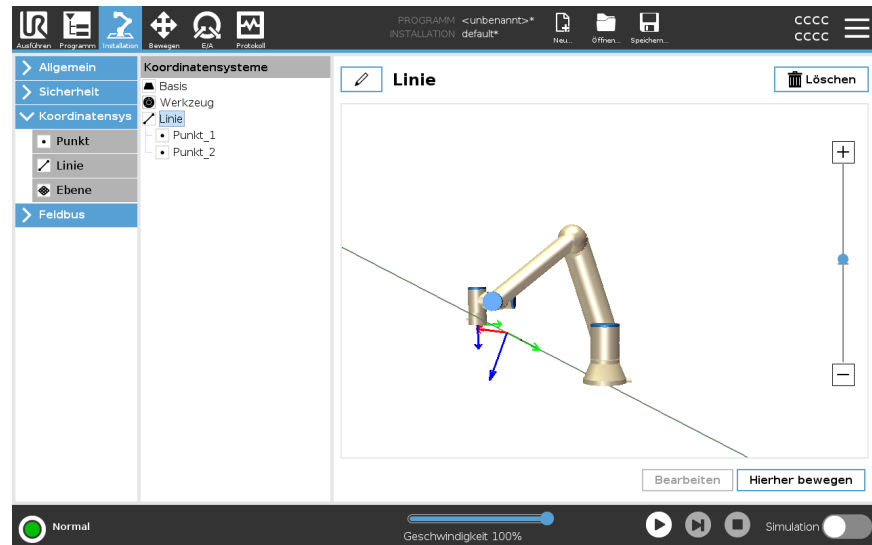 PROGRAMM <unbenannt>*
INSTALLATION default*
CCCC
CCCC
Ausführen Programm Installation Bewegen E/A Protokoll
Neu... Öffnen... Speichern...
Allgemein
Sicherheit
Koordinatensys
Punkt
Linie
Ebene
Feldbus
Koordinatensysteme
Basis
Werkzeug
Linie
Punkt_1
Punkt_2
Linie
Löschen
Bearbeiten
Hierher bewegen
Normal
Geschwindigkeit 100%
Simulation